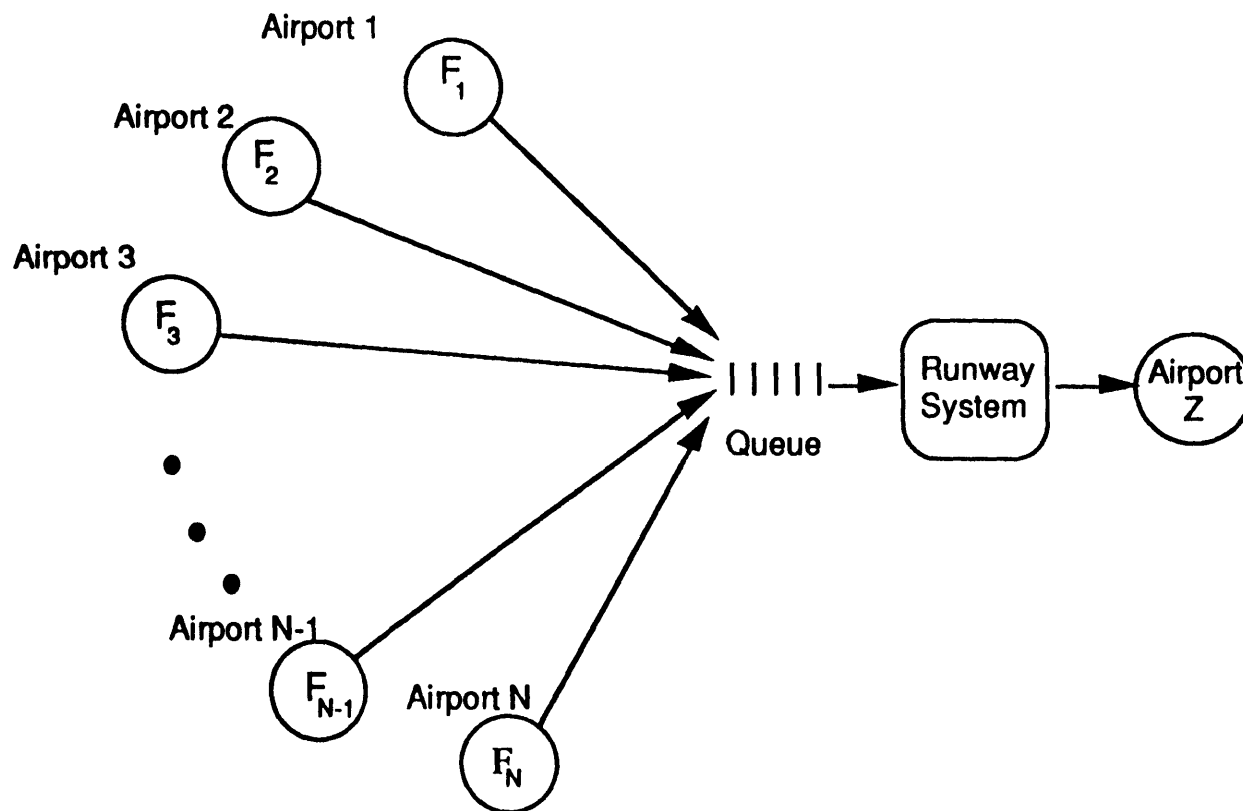 Airport 1
F1
Airport 2
F2
Airport 3
F3
Queue
Runway
System
Airport
Z
Airport N-1
FN-1
Airport N
FN